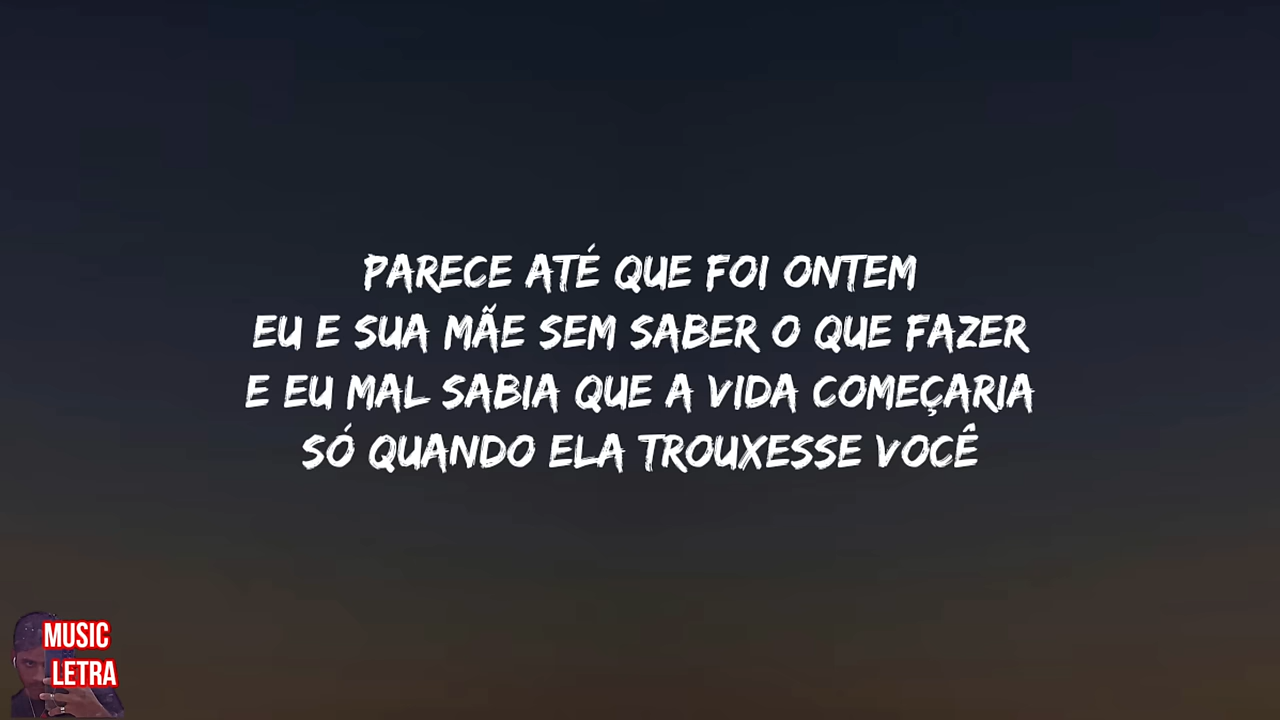 PARECE ATÉ QUE FOI ONTEM
EU E SUA MÃE SEM SABER O QUE FAZER
E EU MAL SABIA QUE A VIDA COMEÇARIA
SÓ QUANDO ELA TROUXESSE VOCÊ
MUSIC
LETRA